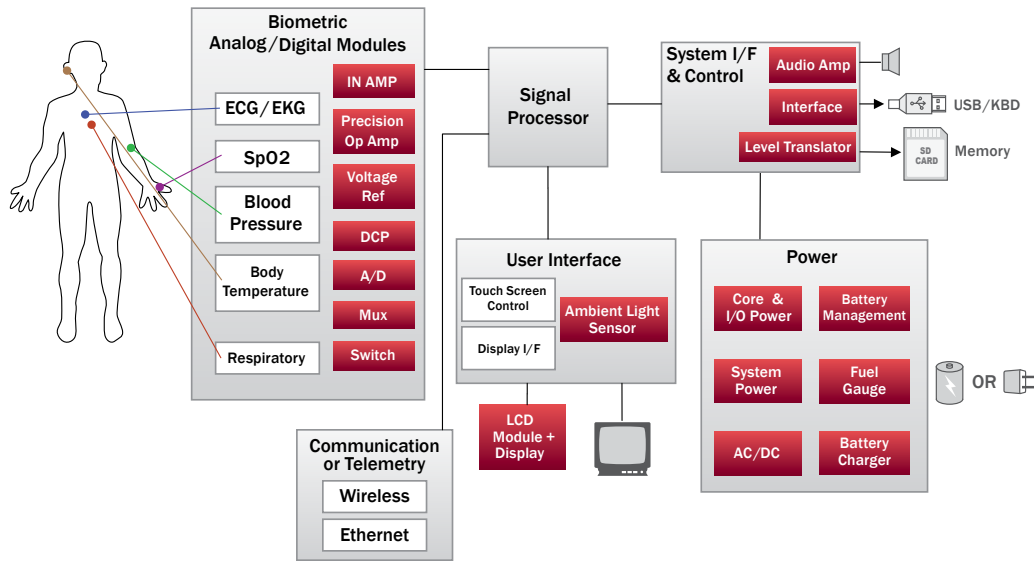 Biometric
Analog/Digital Modules
ECG/EKG
SpO2
Blood
Pressure
Body
Temperature
Respiratory
IN AMP
Precision
Op Amp
Voltage
Ref
DCP
A/D
Mux
Switch
Signal
Processor
System I/F
& Control
Audio Amp
Interface
Level Translator
USB/KBD
SD
CARD
Memory
User Interface
Touch Screen
Control
Display I/F
Ambient Light
Sensor
LCD
Module +
Display
Power
Core & 
I/O Power
Battery
Management
System
Power
Fuel
Gauge
AC/DC
Battery
Charger
OR
Communication
or Telemetry
Wireless
Ethernet